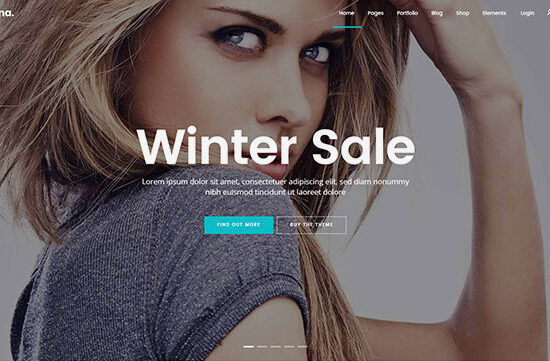 na.
Home Pages Portfolio Blog Shop Elements Login
Winter Sale
Lorem ipsum dolor sit amet, consectetuer adipiscing elit, sed diam nonummy
nibh euismod tincidunt ut laoreet dolore
FIND OUT MORE BUY THE THEME